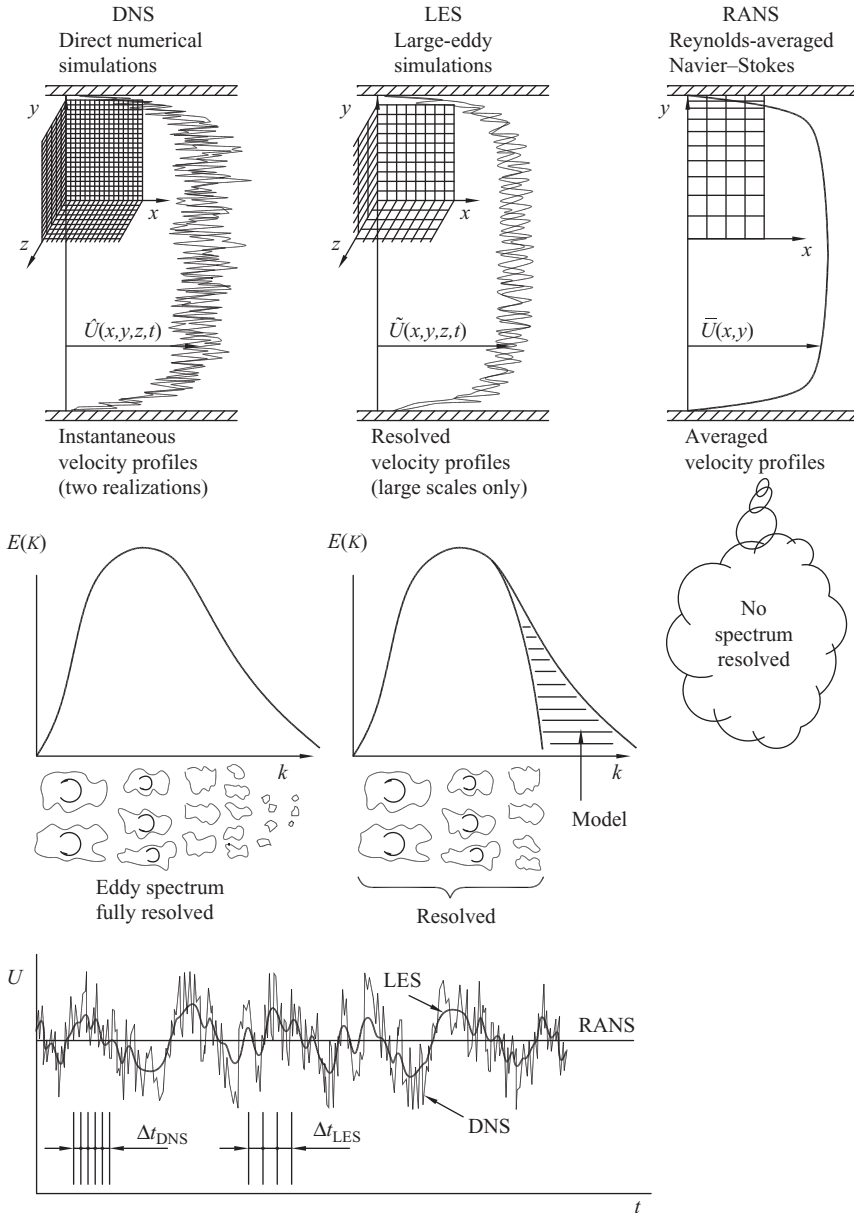 DNS
Direct numerical
simulations
LES
Large-eddy
simulations
RANS
Reynolds-averaged
Navier–Stokes
y
x
z
Û(x,y,z,t)
y
x
z
Ũ(x,y,z,t)
y
x
U̅(x,y)
Instantaneous
velocity profiles
(two realizations)
Resolved
velocity profiles
(large scales only)
Averaged
velocity profiles
E(K)
k
E(K)
k
No
spectrum
resolved
Model
Eddy spectrum
fully resolved
Resolved
U
LES
RANS
DNS
Δt_DNS
Δt_LES
t